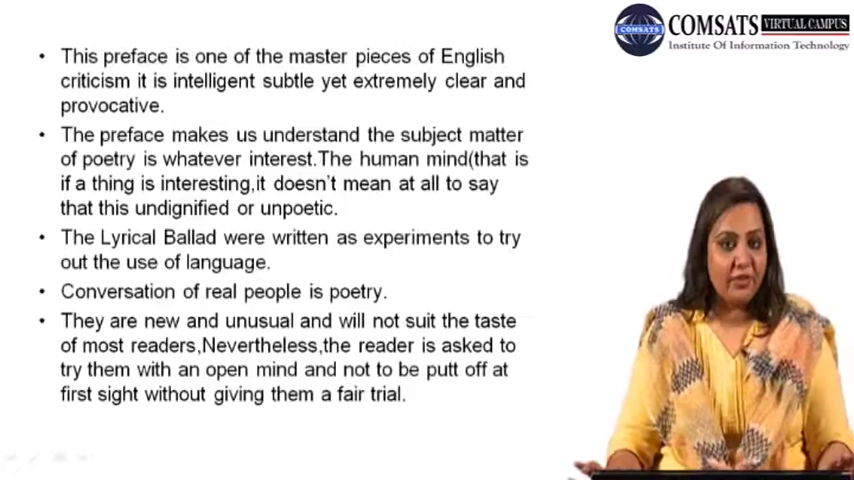 COMSATS VIRTUAL CAMPUS
Institute Of Information Technology
COMSATS
• This preface is one of the master pieces of English
criticism it is intelligent subtle yet extremely clear and
provocative.
• The preface makes us understand the subject matter
of poetry is whatever interest.The human mind(that is
if a thing is interesting,it doesn't mean at all to say
that this undignified or unpoetic.
• The Lyrical Ballad were written as experiments to try
out the use of language.
• Conversation of real people is poetry.
• They are new and unusual and will not suit the taste
of most readers,Nevertheless,the reader is asked to
try them with an open mind and not to be putt off at
first sight without giving them a fair trial.